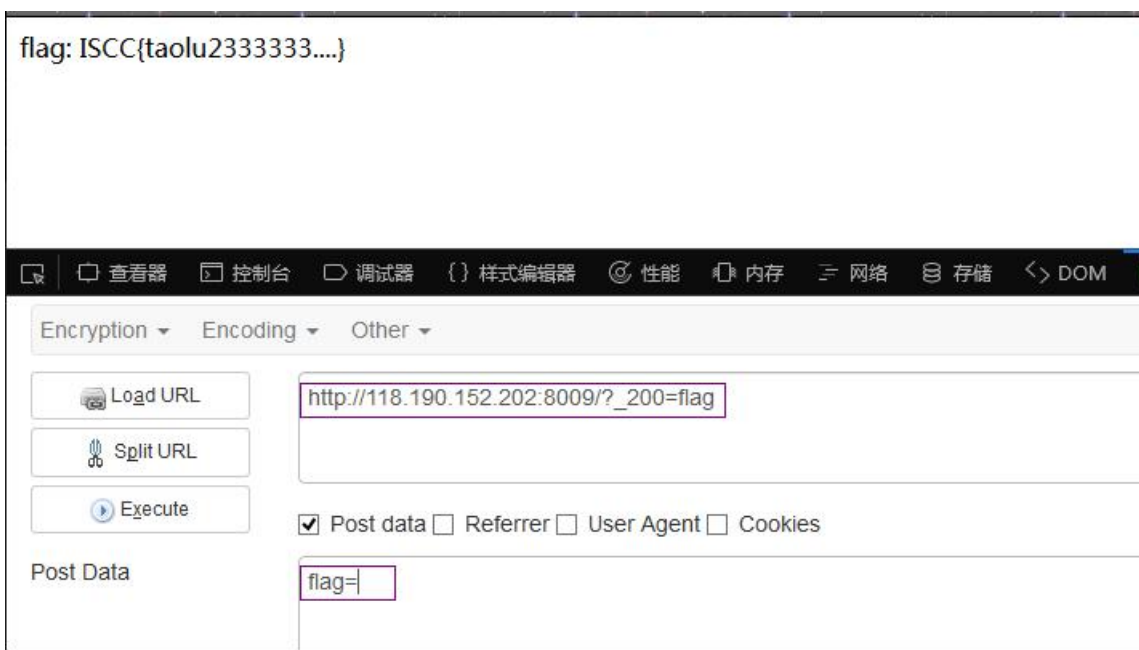 flag: ISCC{taolu2333333....}
查看器 控制台 调试器 {} 样式编辑器 性能 内存 网络 存储 <> DOM
Encryption Encoding Other
Load URL
http://118.190.152.202:8009/?_200=flag
Split URL
Execute
Post data Referrer User Agent Cookies
Post Data
flag=